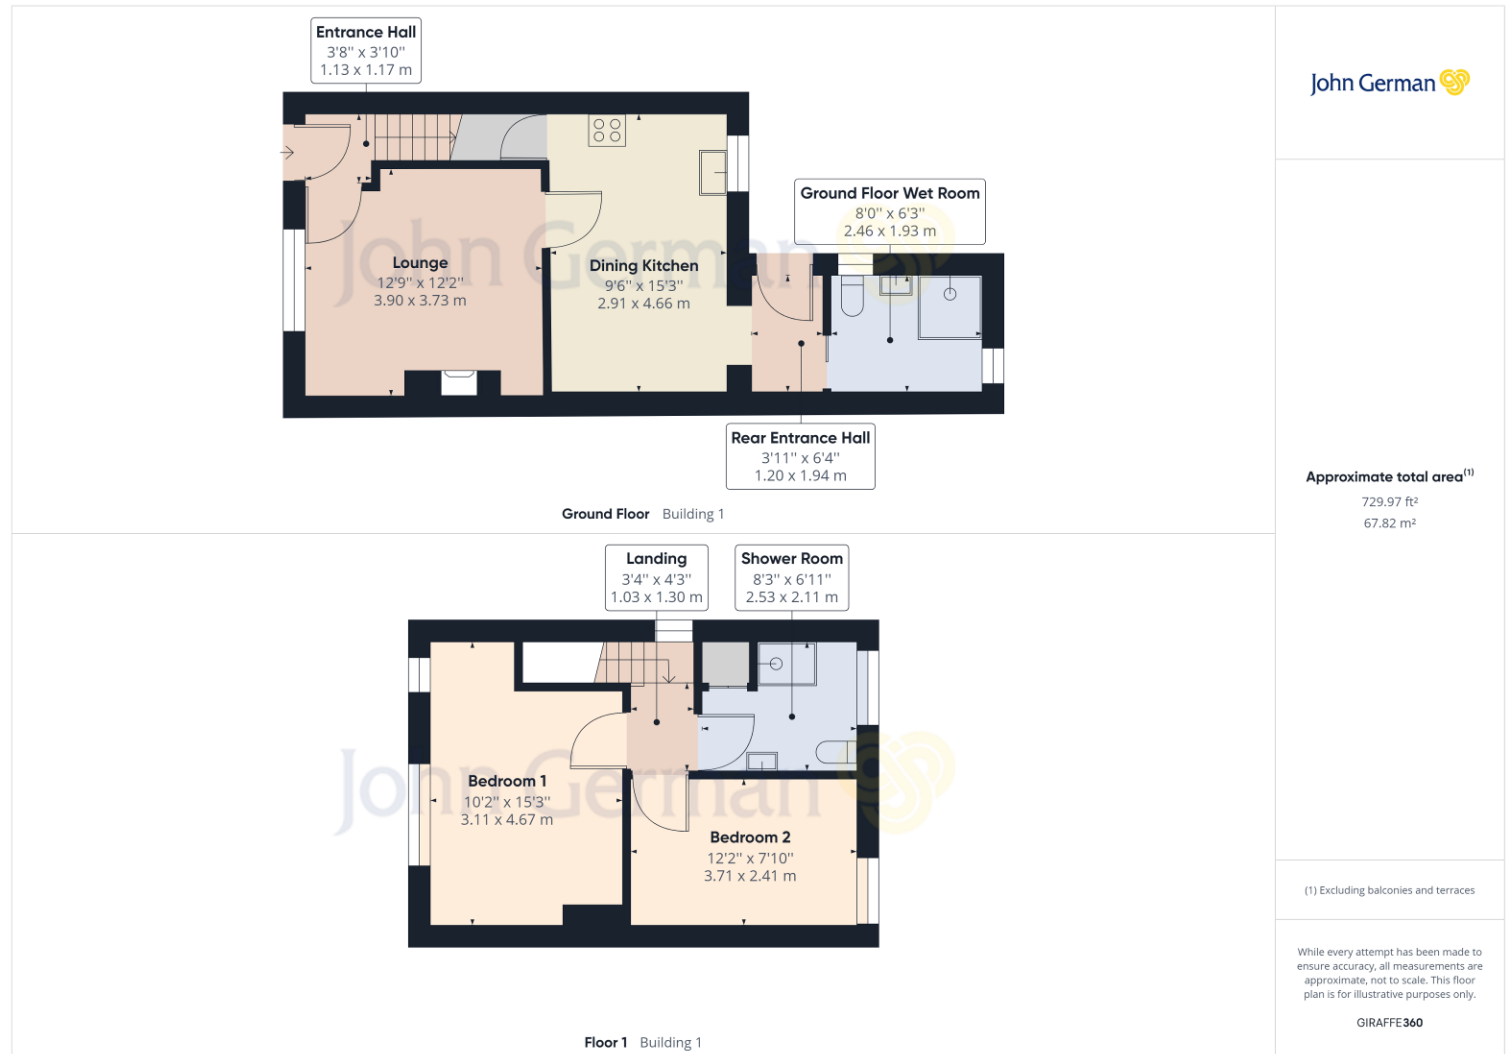 Entrance Hall
3'8" x 3'10"
1.13 x 1.17 m
John German
Ground Floor Wet Room
8'0" x 6'3"
2.46 x 1.93 m
John German
Lounge
12'9" x 12'2"
3.90 x 3.73 m
Dining Kitchen
9'6" x 15'3"
2.91 x 4.66 m
Rear Entrance Hall
3'11" x 6'4"
1.20 x 1.94 m
Ground Floor Building 1
Approximate total area(1)
729.97 ft²
67.82 m²
Landing
3'4" x 4'3"
1.03 x 1.30 m
Shower Room
8'3" x 6'11"
2.53 x 2.11 m
John German
Bedroom 1
10'2" x 15'3"
3.11 x 4.67 m
Bedroom 2
12'2" x 7'10"
3.71 x 2.41 m
Floor 1 Building 1
(1) Excluding balconies and terraces
While every attempt has been made to
ensure accuracy, all measurements are
approximate, not to scale. This floor
plan is for illustrative purposes only.
GIRAFFE360